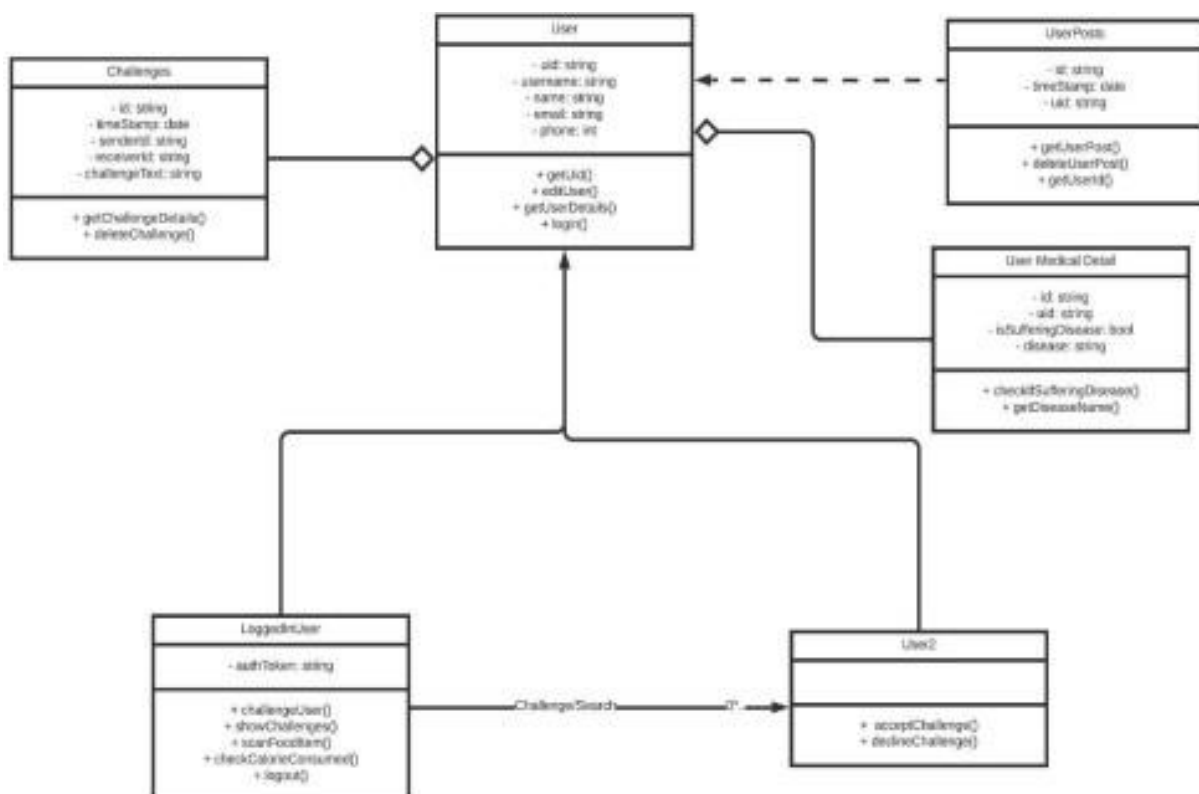 User
- uid: string
- username: string
- name: string
- email: string
- phone: int
+ getUid()
+ editUser()
+ getUserDetails()
+ login()
UserPosts
- id: string
- timeStamp: date
- uid: string
+ getUserPost()
+ deleteUserPost()
+ getUserId()
Challenges
- id: string
- timeStamp: date
- senderId: string
- receiverId: string
- challengeText: string
+ getChallengeDetails()
+ deleteChallenge()
User Medical Detail
- id: string
- uid: string
- isSufferingDisease: bool
- disease: string
+ checkIfSufferingDisease()
+ getDiseaseName()
LoggedInUser
- authToken: string
+ challengeUser()
+ showChallenges()
+ scanFoodItem()
+ checkCalorieConsumed()
+ logout()
Challenge/Search
User2
+ acceptChallenge()
+ declineChallenge()